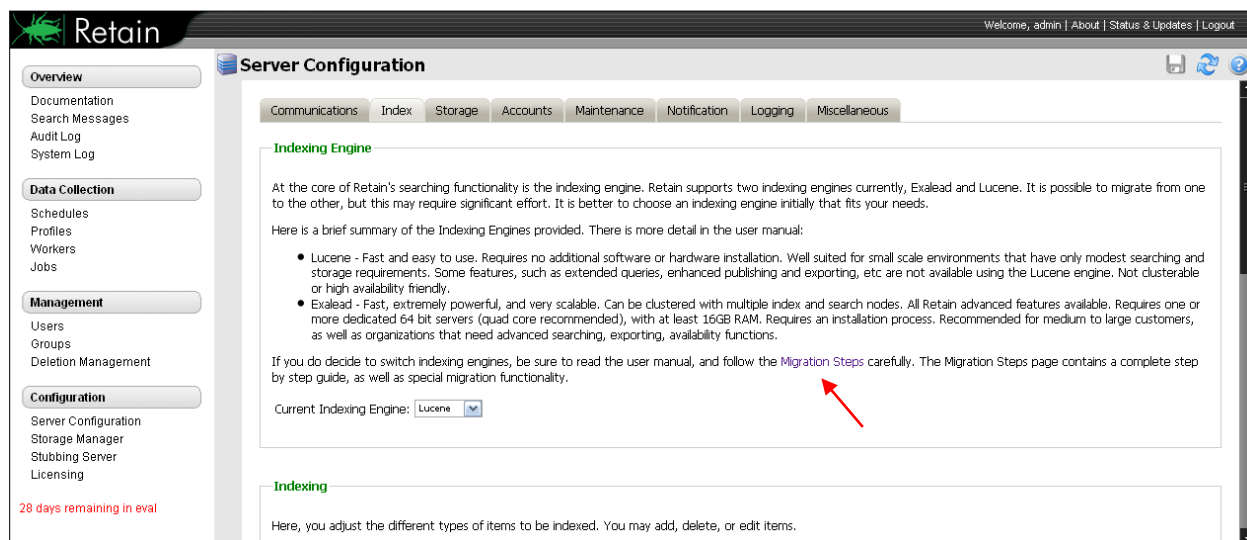 Retain
Welcome, admin | About | Status & Updates | Logout
Server Configuration
Overview
Documentation
Search Messages
Audit Log
System Log
Data Collection
Schedules
Profiles
Workers
Jobs
Management
Users
Groups
Deletion Management
Configuration
Server Configuration
Storage Manager
Stubbing Server
Licensing
28 days remaining in eval
Communications Index Storage Accounts Maintenance Notification Logging Miscellaneous
Indexing Engine
At the core of Retain's searching functionality is the indexing engine. Retain supports two indexing engines currently, Exalead and Lucene. It is possible to migrate from one
to the other, but this may require significant effort. It is better to choose an indexing engine initially that fits your needs.
Here is a brief summary of the Indexing Engines provided. There is more detail in the user manual:
● Lucene - Fast and easy to use. Requires no additional software or hardware installation. Well suited for small scale environments that have only modest searching and
storage requirements. Some features, such as extended queries, enhanced publishing and exporting, etc are not available using the Lucene engine. Not clusterable
or high availability friendly.
● Exalead - Fast, extremely powerful, and very scalable. Can be clustered with multiple index and search nodes. All Retain advanced features available. Requires one or
more dedicated 64 bit servers (quad core recommended), with at least 16GB RAM. Requires an installation process. Recommended for medium to large customers,
as well as organizations that need advanced searching, exporting, availability functions.
If you do decide to switch indexing engines, be sure to read the user manual, and follow the Migration Steps carefully. The Migration Steps page contains a complete step
by step guide, as well as special migration functionality.
Current Indexing Engine: Lucene
Indexing
Here, you adjust the different types of items to be indexed. You may add, delete, or edit items.